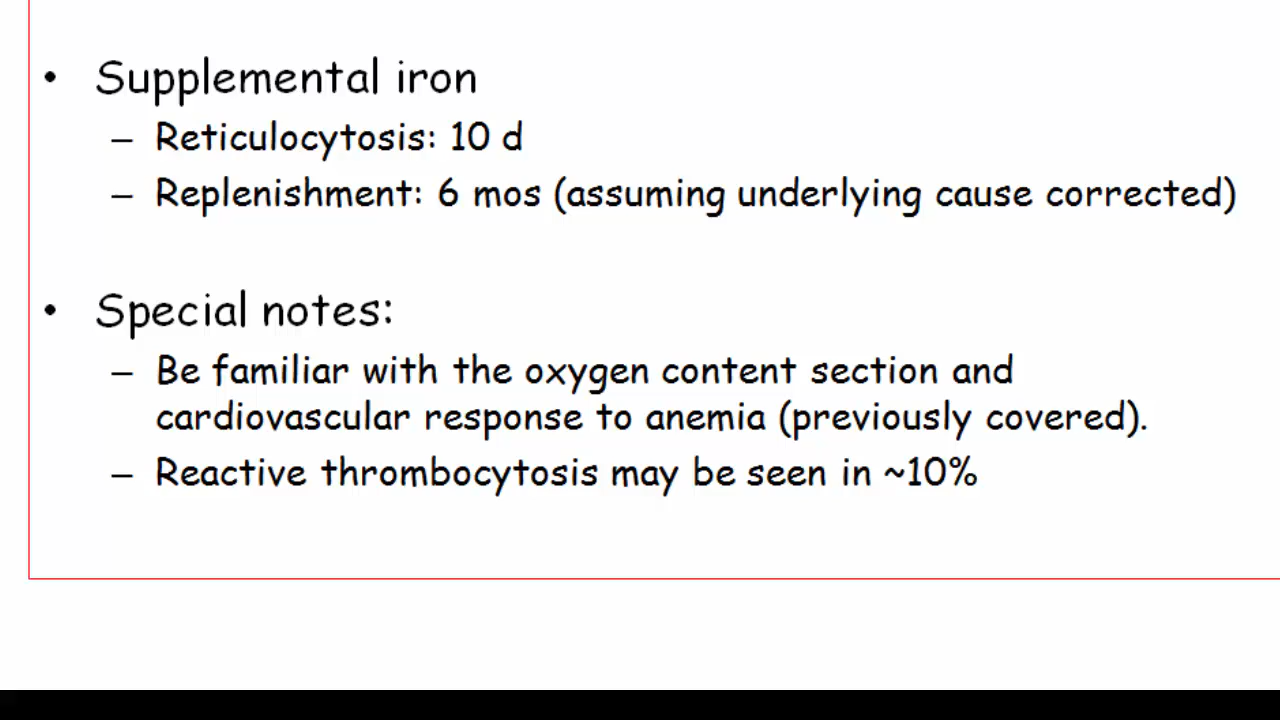 • Supplemental iron
– Reticulocytosis: 10 d
– Replenishment: 6 mos (assuming underlying cause corrected)
• Special notes:
– Be familiar with the oxygen content section and
cardiovascular response to anemia (previously covered).
– Reactive thrombocytosis may be seen in ~10%